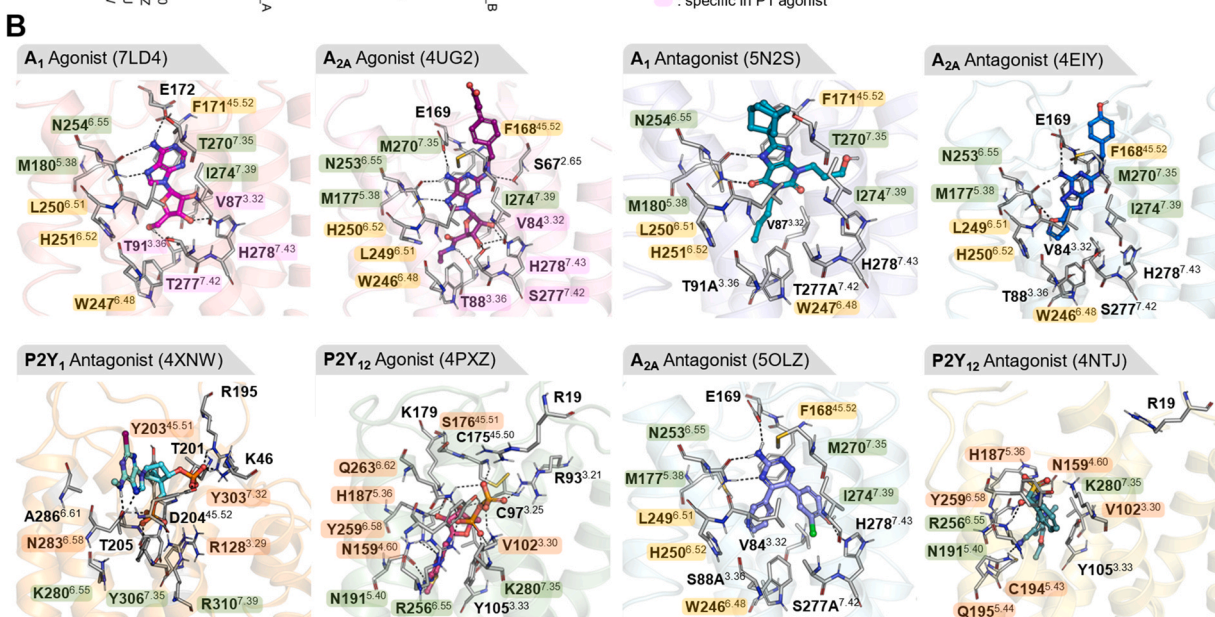 _A
_B
: specific in P1 agonist
B
A1 Agonist (7LD4)
E172
F171^45.52
N254^6.55
T270^7.35
M180^5.38
I274^7.39
V87^3.32
L250^6.51
H251^6.52
T91^3.36
H278^7.43
T277^7.42
W247^6.48
A2A Agonist (4UG2)
E169
F168^45.52
M270^7.35
N253^6.55
S67^2.65
M177^5.38
I274^7.39
H250^6.52
V84^3.32
L249^6.51
H278^7.43
W246^6.48
T88^3.36
S277^7.42
A1 Antagonist (5N2S)
F171^45.52
N254^6.55
T270^7.35
I274^7.39
M180^5.38
L250^6.51
V87^3.32
H251^6.52
H278^7.43
T91A^3.36
T277A^7.42
W247^6.48
A2A Antagonist (4EIY)
E169
F168^45.52
N253^6.55
M270^7.35
M177^5.38
I274^7.39
L249^6.51
H250^6.52
V84^3.32
H278^7.43
T88^3.36
S277^7.42
W246^6.48
P2Y1 Antagonist (4XNW)
R195
Y203^45.51
T201
K46
Y303^7.32
A286^6.61
D204^45.52
N283^6.58
T205
R128^3.29
K280^6.55
Y306^7.35
R310^7.39
P2Y12 Agonist (4PXZ)
R19
K179
S176^45.51
C175^45.50
Q263^6.62
R93^3.21
H187^5.36
C97^3.25
Y259^6.58
N159^4.60
V102^3.30
N191^5.40
K280^7.35
R256^6.55
Y105^3.33
A2A Antagonist (5OLZ)
E169
F168^45.52
N253^6.55
M270^7.35
M177^5.38
I274^7.39
L249^6.51
H278^7.43
H250^6.52
V84^3.32
S88A^3.36
W246^6.48
S277A^7.42
P2Y12 Antagonist (4NTJ)
R19
H187^5.36
N159^4.60
K280^7.35
Y259^6.58
V102^3.30
R256^6.55
N191^5.40
Y105^3.33
C194^5.43
Q195^5.44